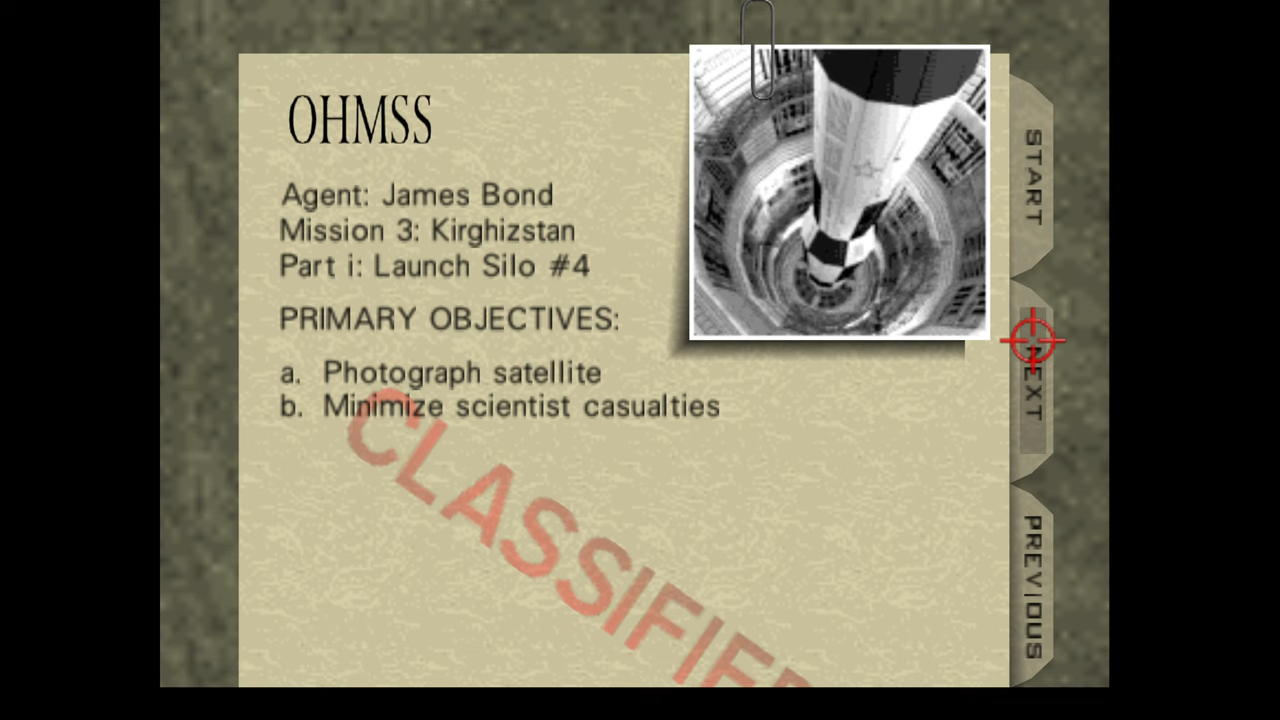 OHMSS
Agent: James Bond
Mission 3: Kirghizstan
Part i: Launch Silo #4
PRIMARY OBJECTIVES:
a. Photograph satellite
b. Minimize scientist casualties
CLASSIFIED
START
NEXT
PREVIOUS